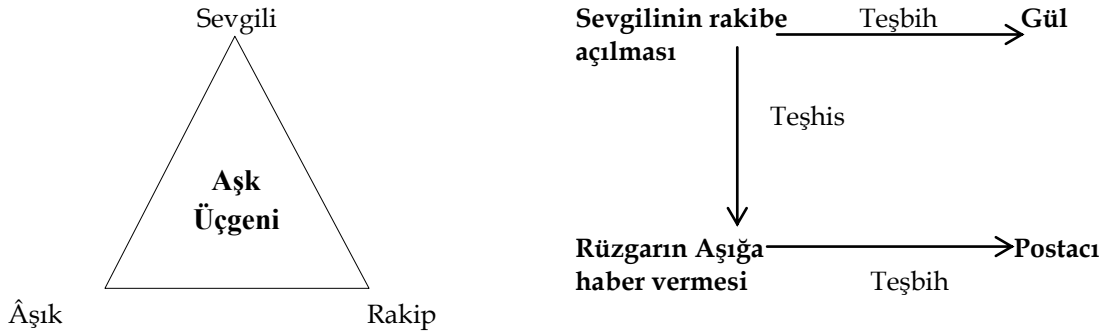 Sevgili
Aşk
Üçgeni
Âşık
Rakip
Sevgilinin rakibe
açılması
Teşbih
Gül
Teşhis
Rüzgarın Aşığa
haber vermesi
Teşbih
Postacı